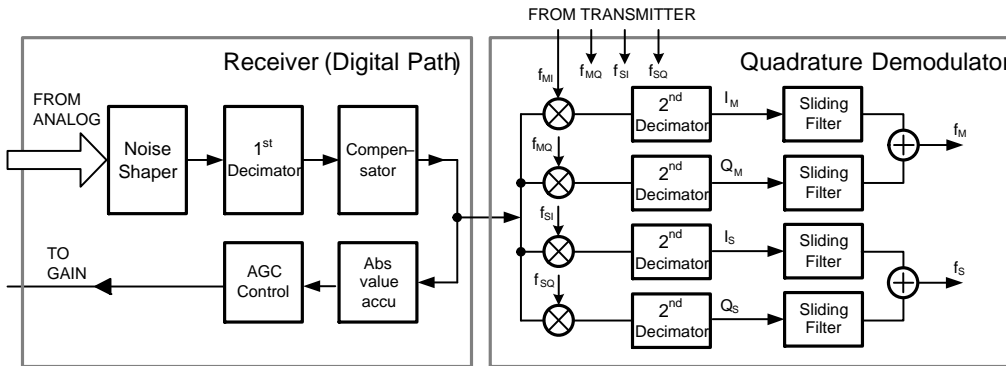 FROM TRANSMITTER
Receiver (Digital Path)
Quadrature Demodulator
fMI
fMQ
fSI
fSQ
FROM
ANALOG
Noise
Shaper
1st
Decimator
Compen-
sator
2nd
Decimator
IM
Sliding
Filter
fM
fMQ
2nd
Decimator
QM
Sliding
Filter
fSI
2nd
Decimator
IS
Sliding
Filter
fS
fSQ
2nd
Decimator
QS
Sliding
Filter
TO
GAIN
AGC
Control
Abs
value
accu